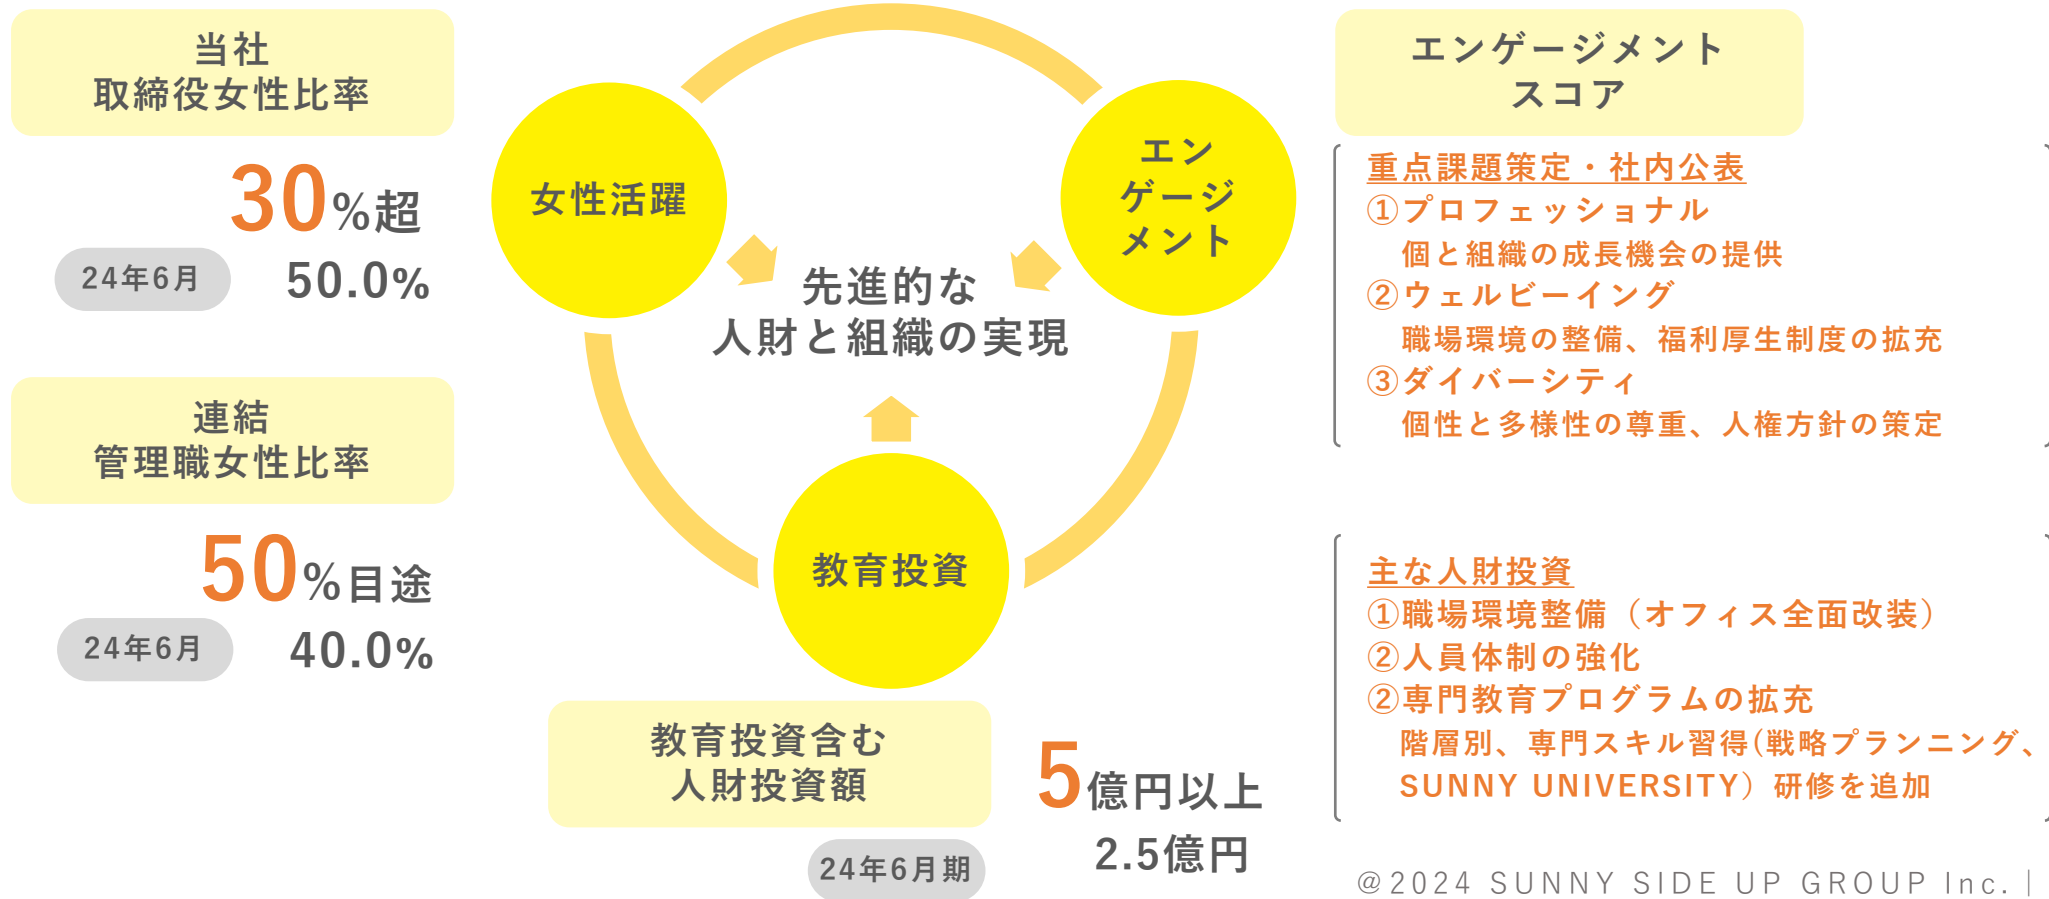 当社
取締役女性比率
30%超
24年6月 50.0%
連結
管理職女性比率
50%目途
24年6月 40.0%
女性活躍
エン
ゲージ
メント
先進的な
人財と組織の実現
教育投資
教育投資含む
人財投資額
5億円以上
24年6月期 2.5億円
エンゲージメント
スコア
重点課題策定・社内公表
①プロフェッショナル
個と組織の成長機会の提供
②ウェルビーイング
職場環境の整備、福利厚生制度の拡充
③ダイバーシティ
個性と多様性の尊重、人権方針の策定
主な人財投資
①職場環境整備（オフィス全面改装）
②人員体制の強化
②専門教育プログラムの拡充
階層別、専門スキル習得(戦略プランニング、
SUNNY UNIVERSITY）研修を追加
@2024 SUNNY SIDE UP GROUP Inc. |